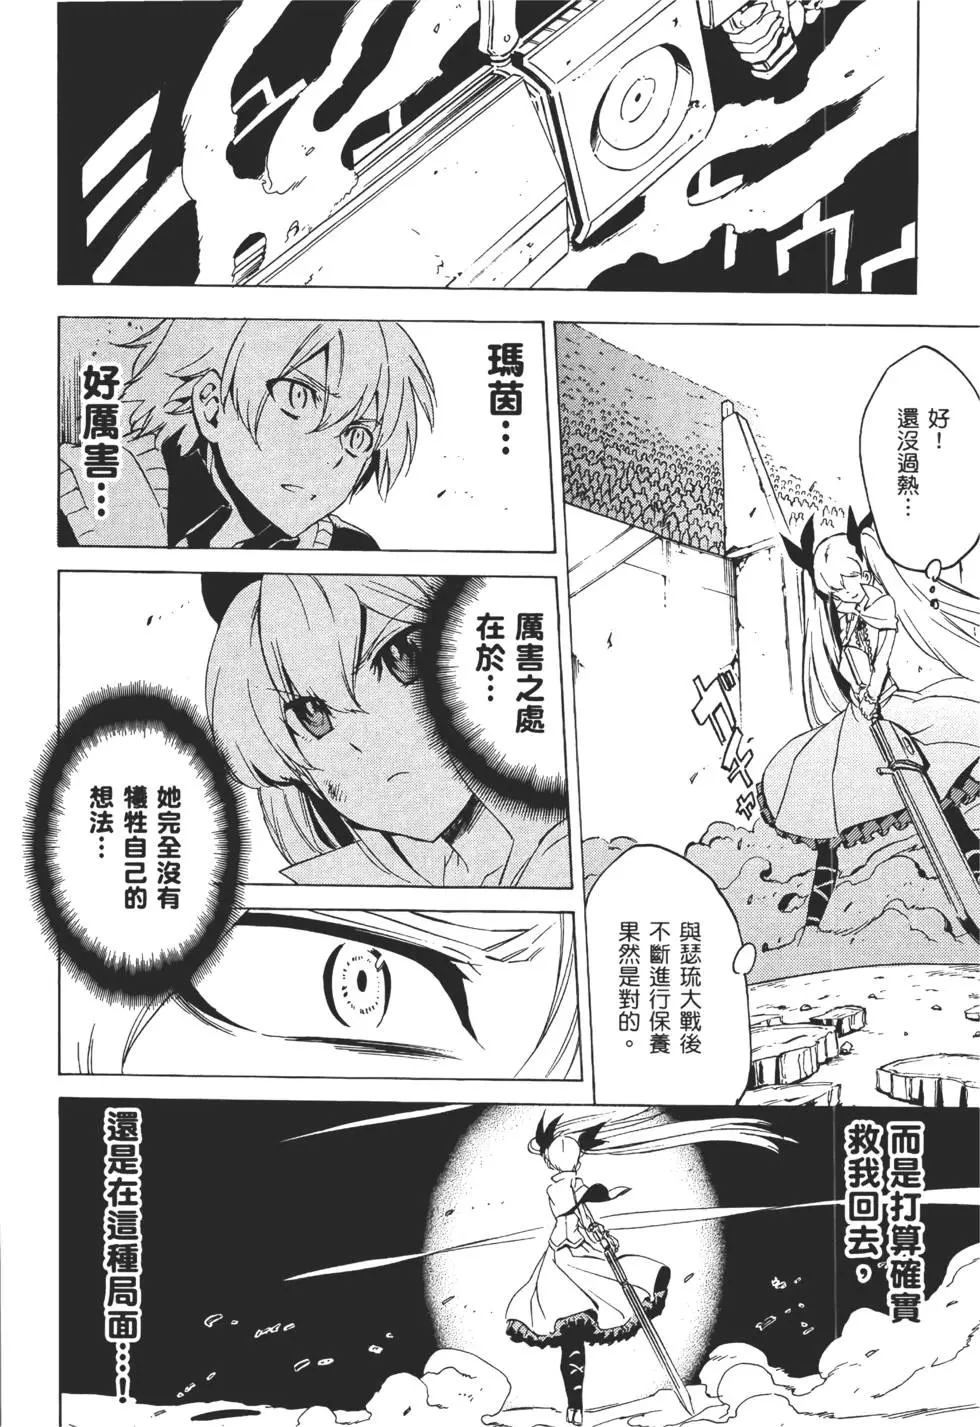 好！
還沒過熱…
與瑟琉大戰後
不斷進行保養
果然是對的。
瑪茵…
好厲害…
厲害之處
在於…
她完全沒有
犧牲自己的
想法…
而是打算確實
救我回去，
還是在這種局面……！